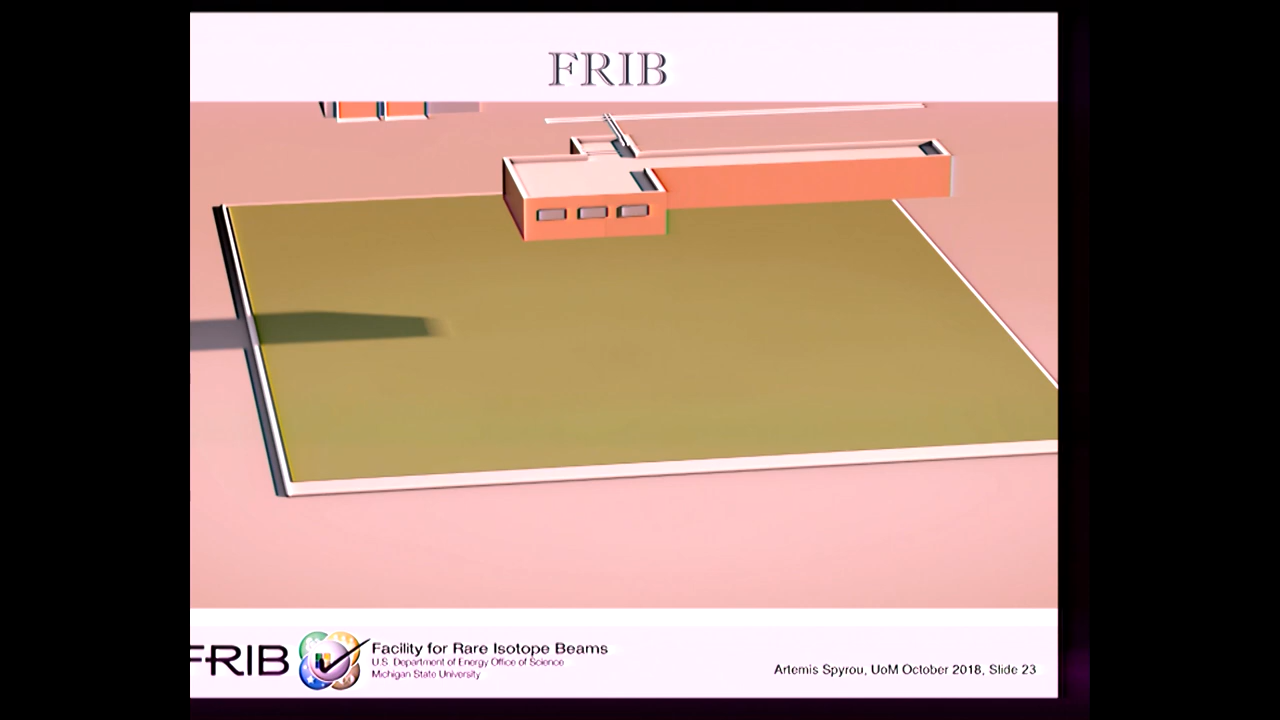 FRIB
FRIB
Facility for Rare Isotope Beams
U.S. Department of Energy Office of Science
Michigan State University
Artemis Spyrou, UoM October 2018, Slide 23